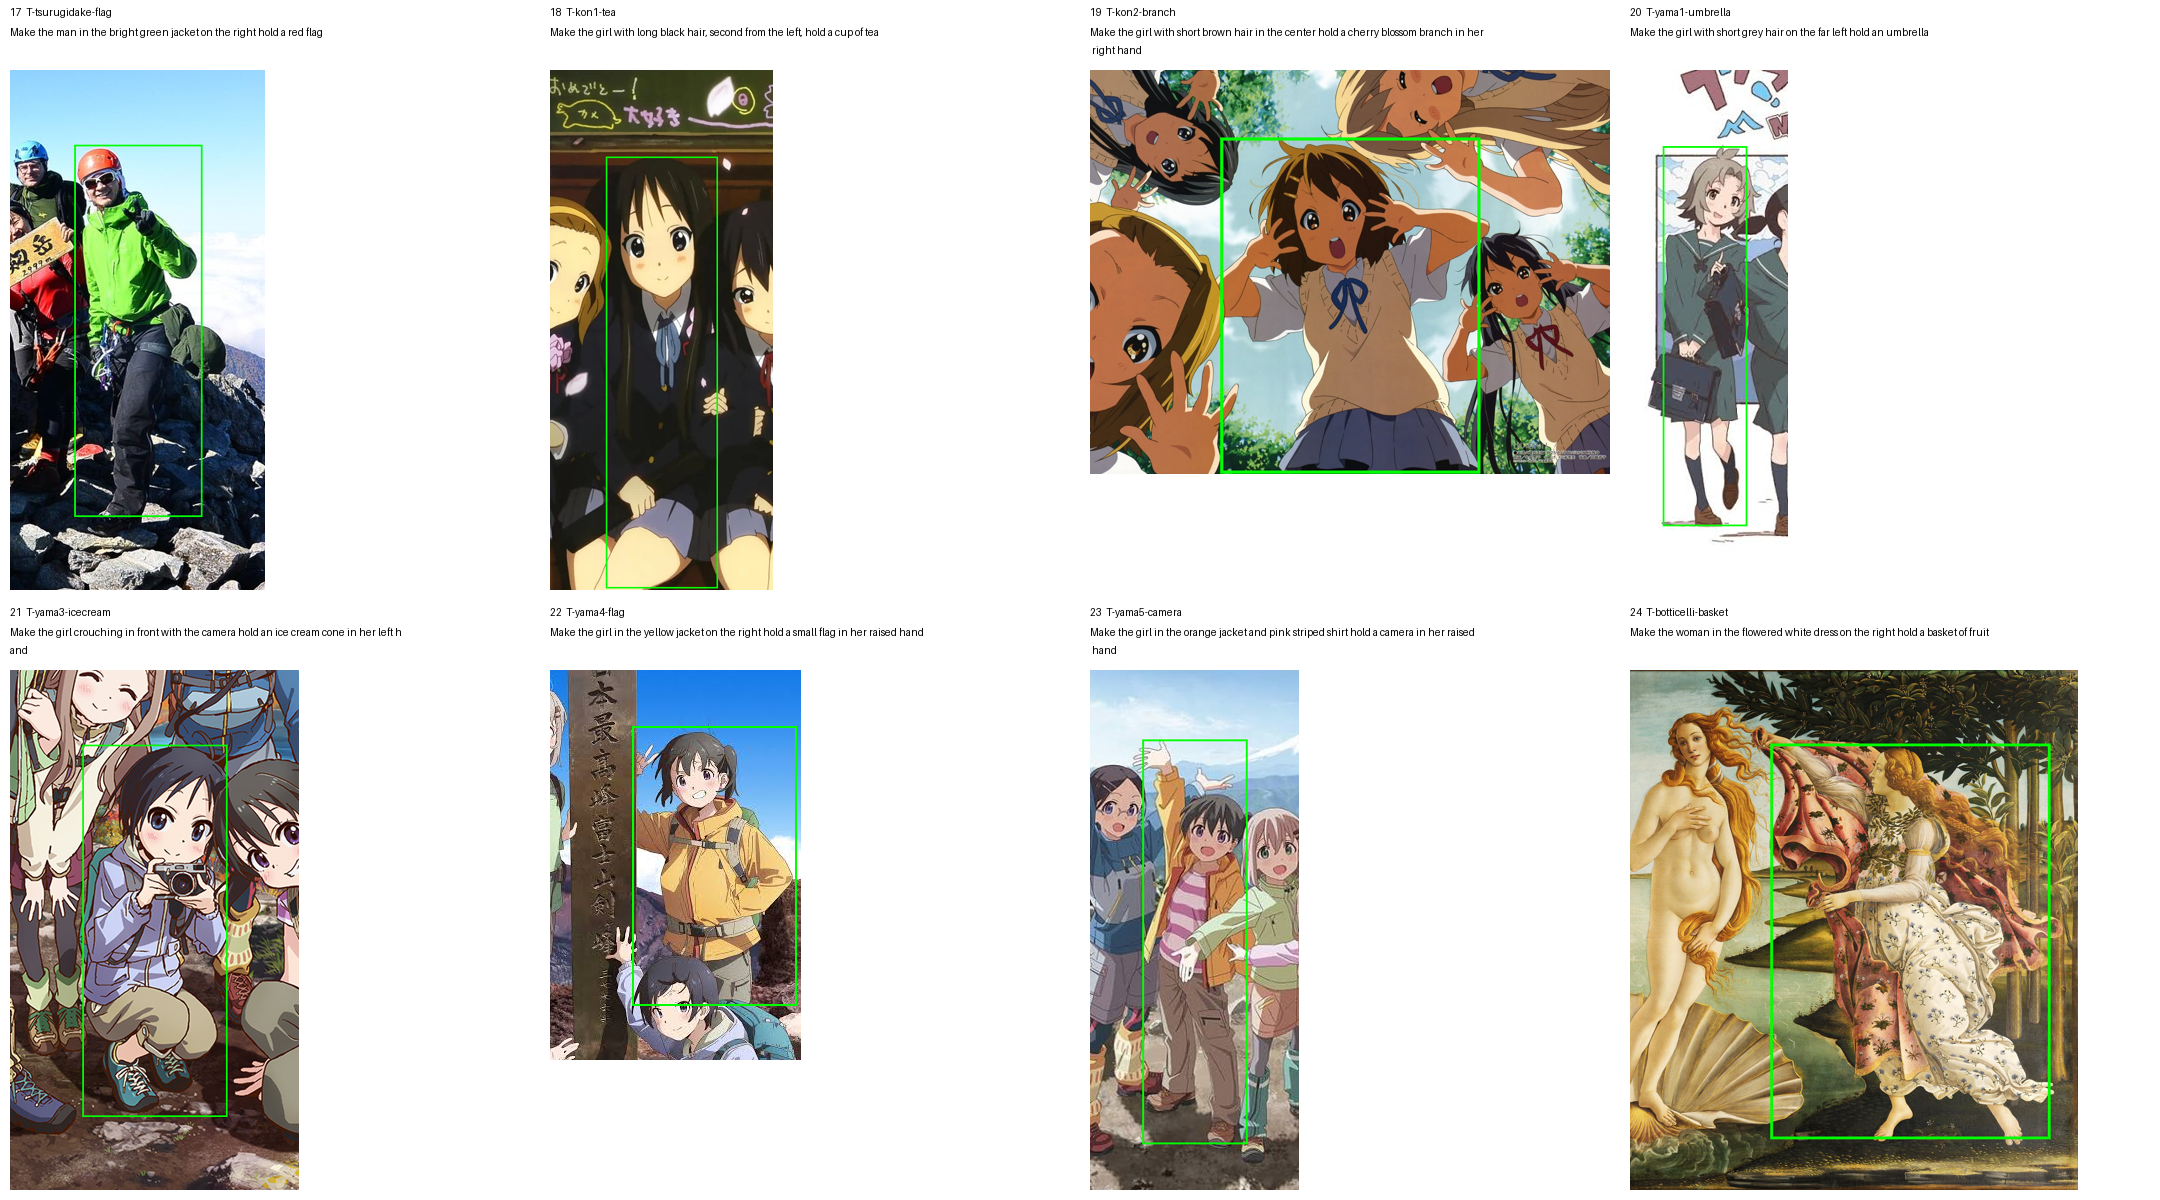 17 T-tsurugidake-flag
Make the man in the bright green jacket on the right hold a red flag
18 T-kon1-tea
Make the girl with long black hair, second from the left, hold a cup of tea
19 T-kon2-branch
Make the girl with short brown hair in the center hold a cherry blossom branch in her
right hand
20 T-yama1-umbrella
Make the girl with short grey hair on the far left hold an umbrella
岳
2999m
おめでとー!
カメ
大好き
21 T-yama3-icecream
Make the girl crouching in front with the camera hold an ice cream cone in her left h
and
22 T-yama4-flag
Make the girl in the yellow jacket on the right hold a small flag in her raised hand
23 T-yama5-camera
Make the girl in the orange jacket and pink striped shirt hold a camera in her raised
hand
24 T-botticelli-basket
Make the woman in the flowered white dress on the right hold a basket of fruit
本最高峰富士山剣峰